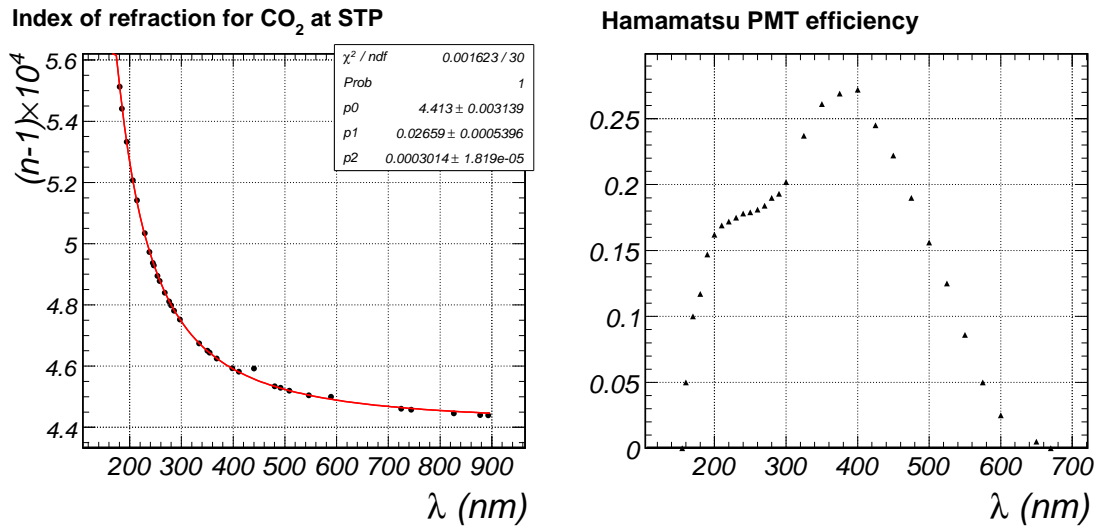 Index of refraction for CO₂ at STP
χ² / ndf 0.001623 / 30
Prob 1
p0 4.413 ± 0.003139
p1 0.02659 ± 0.0005396
p2 0.0003014 ± 1.819e-05
(n-1)×10⁴
5.6
5.4
5.2
5
4.8
4.6
4.4
200 300 400 500 600 700 800 900
λ (nm)
Hamamatsu PMT efficiency
0.25
0.2
0.15
0.1
0.05
0
200 300 400 500 600 700
λ (nm)